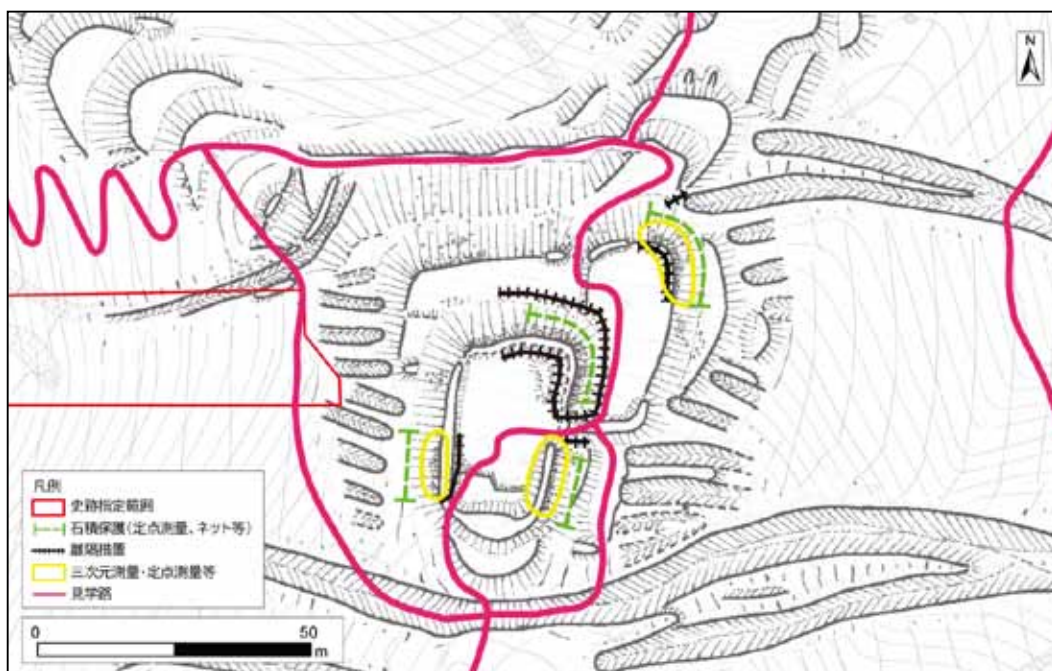 N
凡例
史跡指定範囲
石積保護(定点測量、ネット等)
離隔措置
三次元測量・定点測量等
見学路
0 50
m